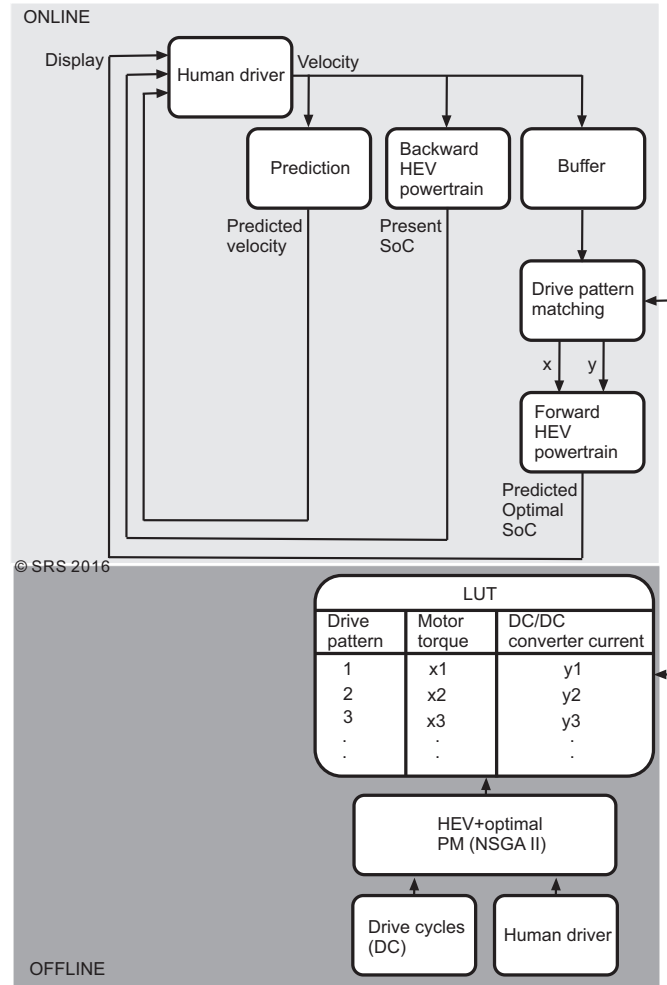 ONLINE
Display
Human driver
Velocity
Prediction
Backward
HEV
powertrain
Buffer
Predicted
velocity
Present
SoC
Drive pattern
matching
x
y
Forward
HEV
powertrain
Predicted
Optimal
SoC
© SRS 2016
LUT
Drive
pattern
Motor
torque
DC/DC
converter current
1
x1
y1
2
x2
y2
3
x3
y3
. . .
. . .
HEV+optimal
PM (NSGA II)
Drive cycles
(DC)
Human driver
OFFLINE